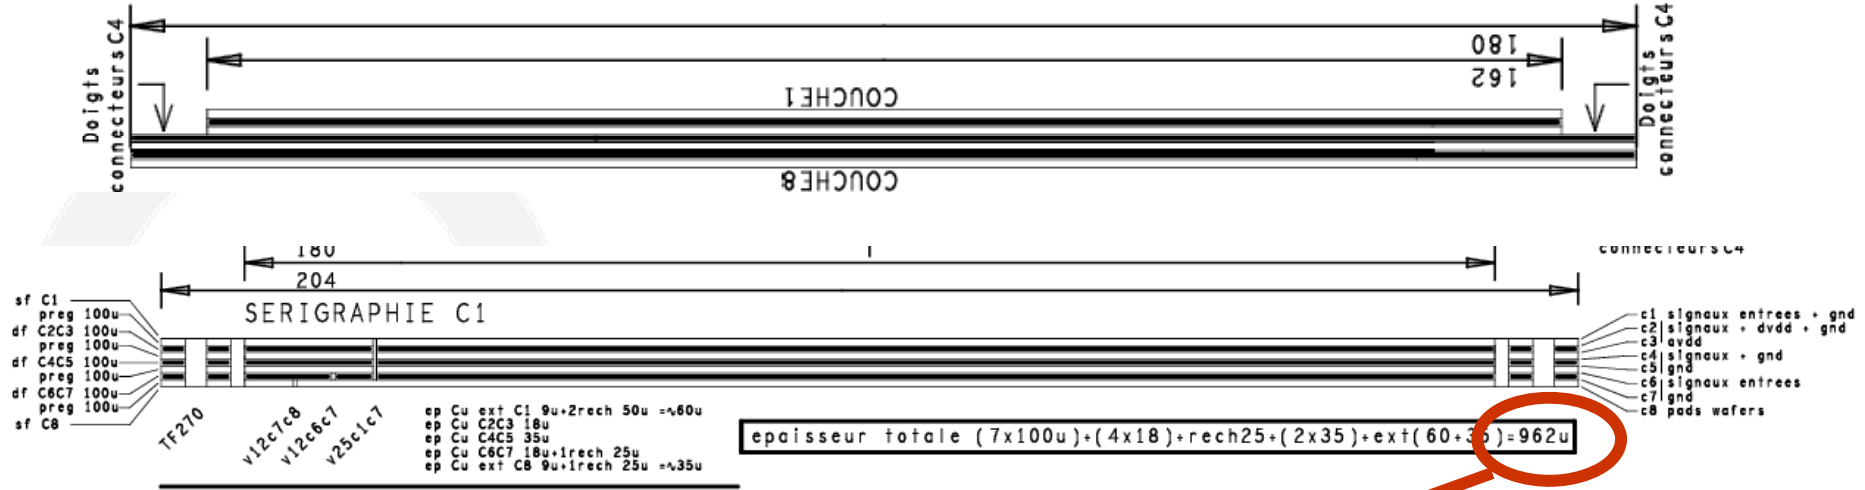 Doigts
connecteursC4
180
162
COUCHE1
COUCHE8
Doigts
connecteursC4
180
204
connecteursC4
SERIGRAPHIE C1
sf C1
preg 100u
df C2C3 100u
preg 100u
df C4C5 100u
preg 100u
df C6C7 100u
preg 100u
sf C8
c1 signaux entrees + gnd
c2 signaux + dvdd + gnd
c3 avdd
c4 signaux + gnd
c5 gnd
c6 signaux entrees
c7 gnd
c8 pads wafers
TF270
v12c7c8
v12c6c7
v25c1c7
ep Cu ext C1 9u+2rech 50u =~60u
ep Cu C2C3 18u
ep Cu C4C5 35u
ep Cu C6C7 18u+1rech 25u
ep Cu ext C8 9u+1rech 25u =~35u
epaisseur totale (7x100u)+(4x18)+rech25+(2x35)+ext(60+35)=962u